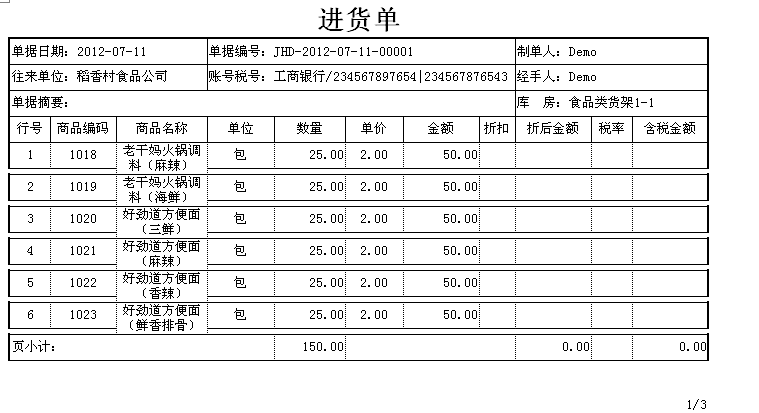 进货单
单据日期: 2012-07-11 单据编号: JHD-2012-07-11-00001 制单人: Demo
往来单位: 稻香村食品公司 账号税号: 工商银行/234567897654|234567876543 经手人: Demo
单据摘要: 库 房: 食品类货架1-1
行号 商品编码 商品名称 单位 数量 单价 金额 折扣 折后金额 税率 含税金额
1 1018 老干妈火锅调料（麻辣） 包 25.00 2.00 50.00
2 1019 老干妈火锅调料（海鲜） 包 25.00 2.00 50.00
3 1020 好劲道方便面（三鲜） 包 25.00 2.00 50.00
4 1021 好劲道方便面（麻辣） 包 25.00 2.00 50.00
5 1022 好劲道方便面（香辣） 包 25.00 2.00 50.00
6 1023 好劲道方便面（鲜香排骨） 包 25.00 2.00 50.00
页小计: 150.00 0.00 0.00
1/3